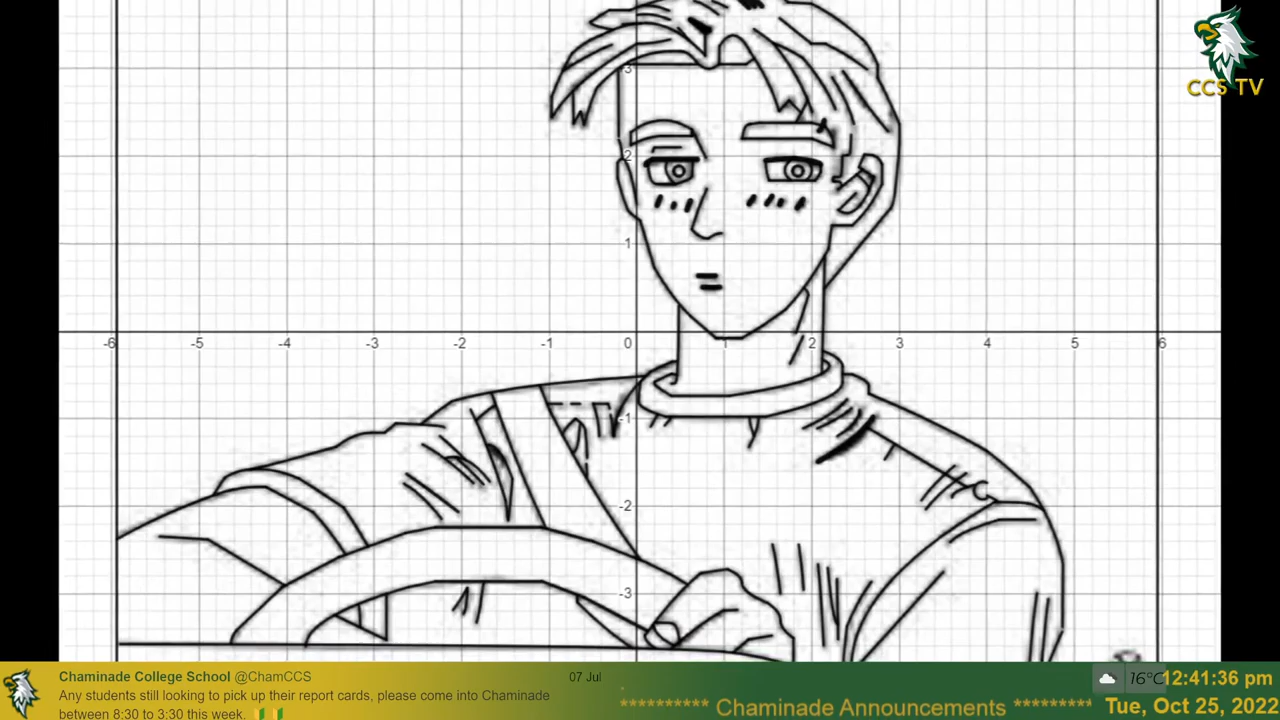 CCS TV
3
2
1
-6 -5 -4 -3 -2 -1 0 1 2 3 4 5 6
-1
-2
-3
Chaminade College School @ChamCCS 07 Jul
Any students still looking to pick up their report cards, please come into Chaminade
between 8:30 to 3:30 this week.
********** Chaminade Announcements **********
16°C 12:41:36 pm
Tue, Oct 25, 2022